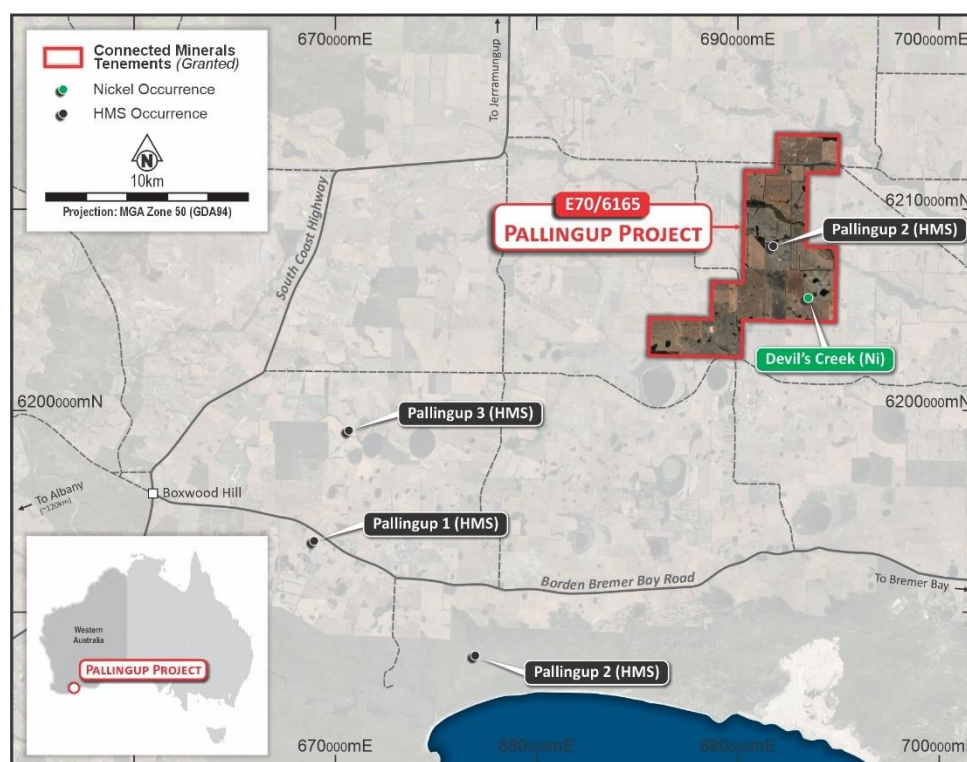 Connected Minerals
Tenements (Granted)
Nickel Occurrence
HMS Occurrence
N
10km
Projection: MGA Zone 50 (GDA94)
670000mE
690000mE
700000mE
To Jerramungup
South Coast Highway
E70/6165
PALLINGUP PROJECT
6210000mN
Pallingup 2 (HMS)
Devil's Creek (Ni)
6200000mN
6200000mN
Pallingup 3 (HMS)
To Albany
(~120km)
Boxwood Hill
Pallingup 1 (HMS)
Borden Bremer Bay Road
To Bremer Bay
Western
Australia
PALLINGUP PROJECT
Pallingup 2 (HMS)
670000mE
680000mE
690000mE
700000mE